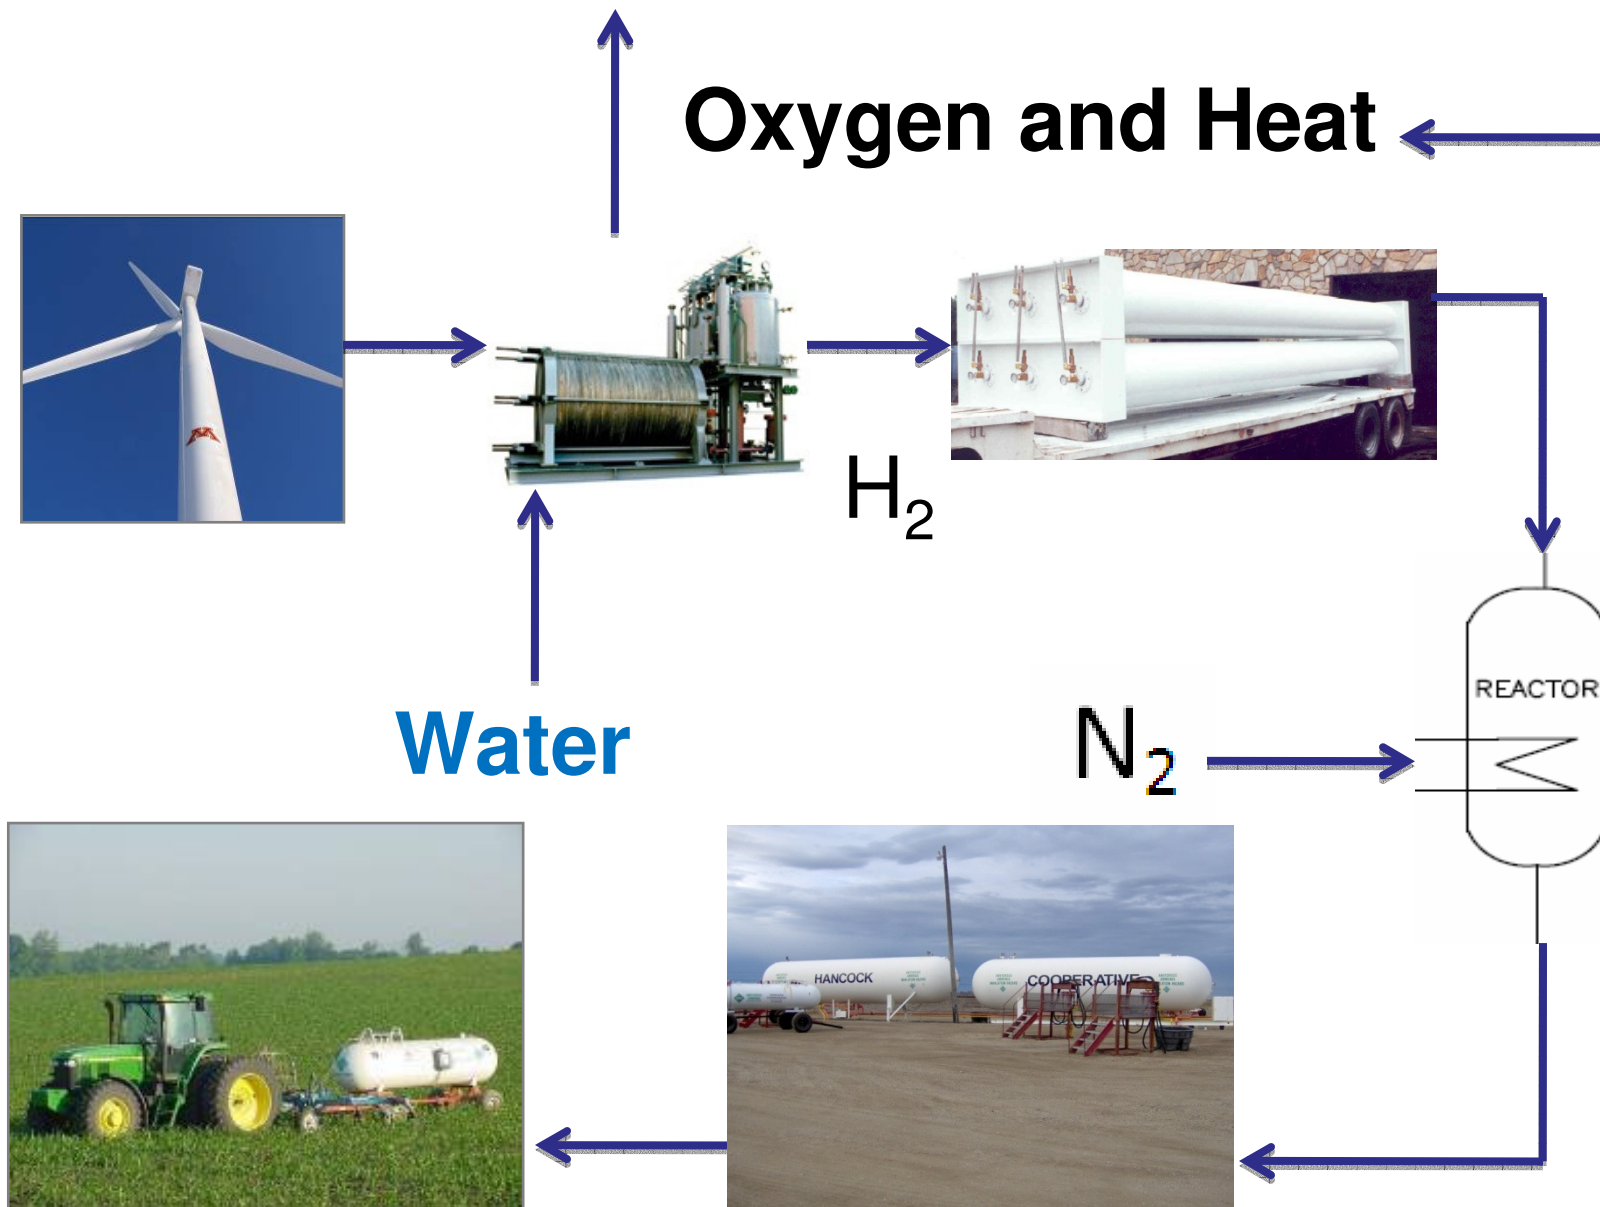 Oxygen and Heat
H₂
REACTOR
Water
N₂
HANCOCK
COOPERATIVE